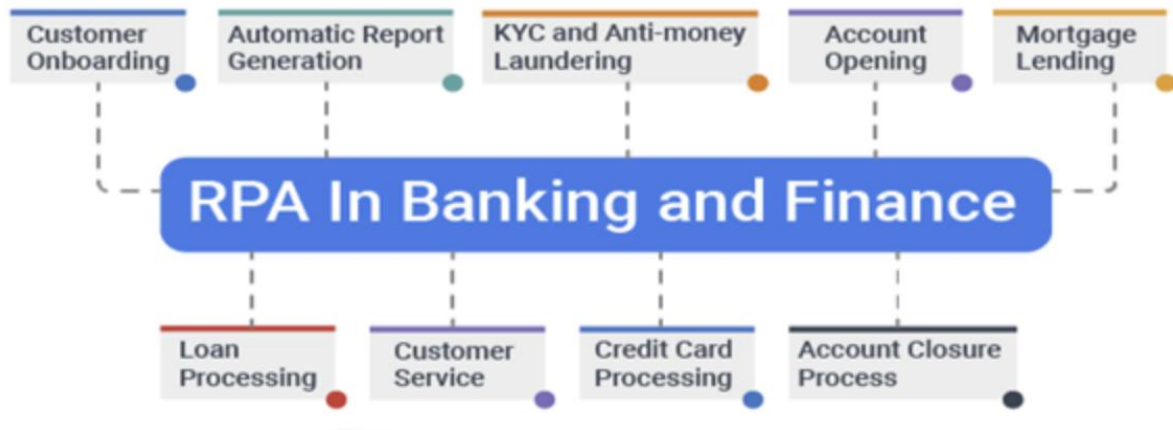 Customer
Onboarding
Automatic Report
Generation
KYC and Anti-money
Laundering
Account
Opening
Mortgage
Lending
RPA In Banking and Finance
Loan
Processing
Customer
Service
Credit Card
Processing
Account Closure
Process